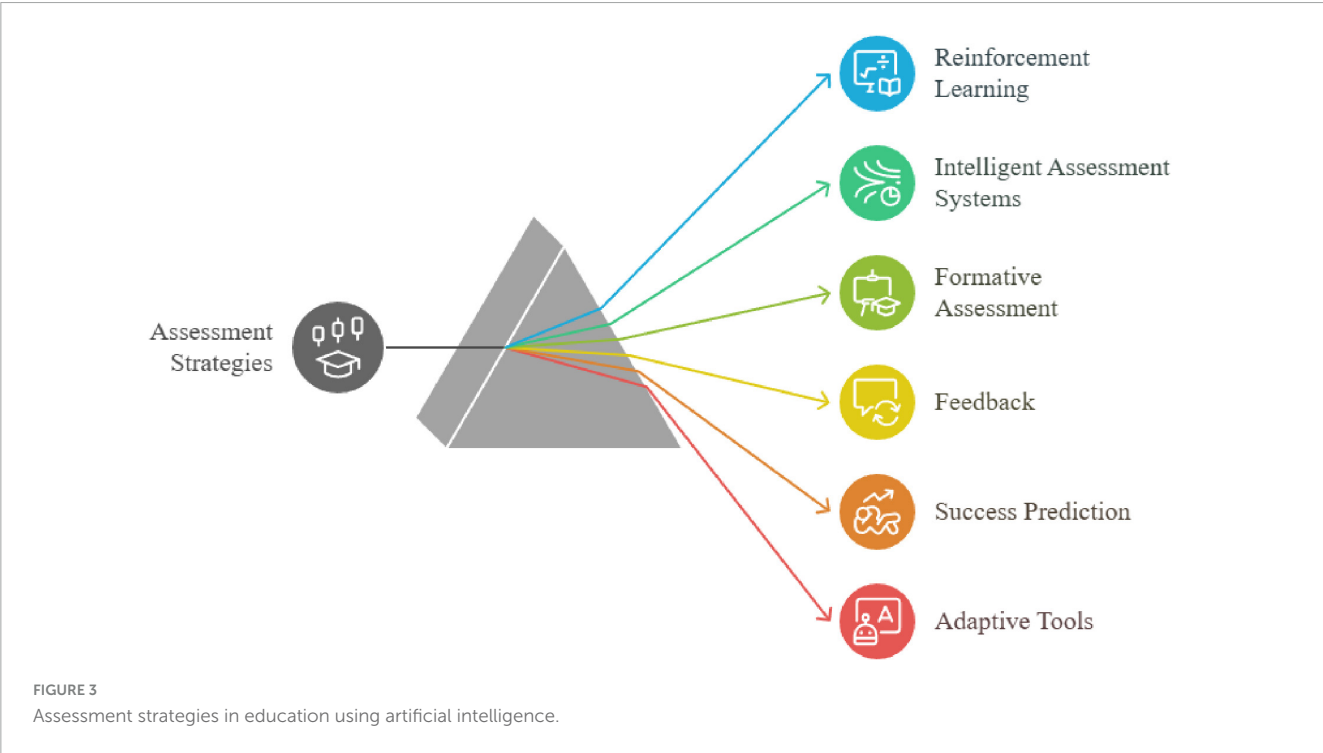 Reinforcement
Learning
Intelligent Assessment
Systems
Formative
Assessment
Assessment
Strategies
Feedback
Success Prediction
A
Adaptive Tools
FIGURE 3
Assessment strategies in education using artificial intelligence.